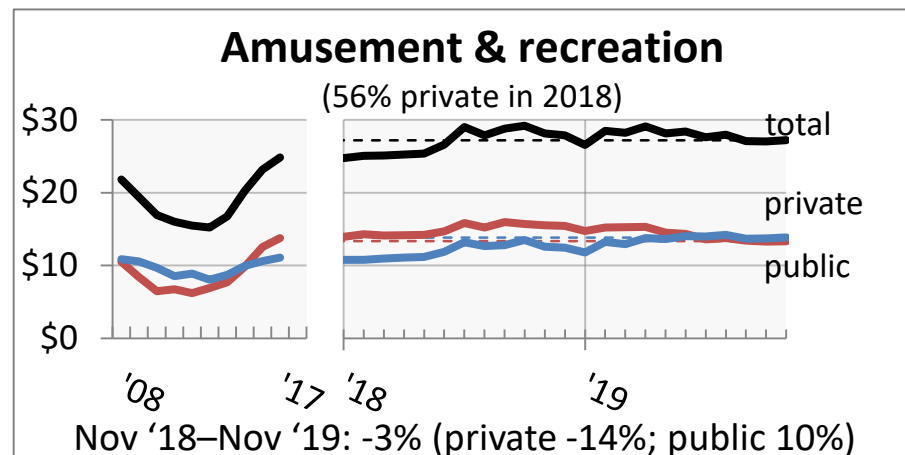 Amusement & recreation
(56% private in 2018)
$30
total
$20
private
$10
public
$0
'08
'17
'18
'19
Nov ‘18–Nov ‘19: -3% (private -14%; public 10%)